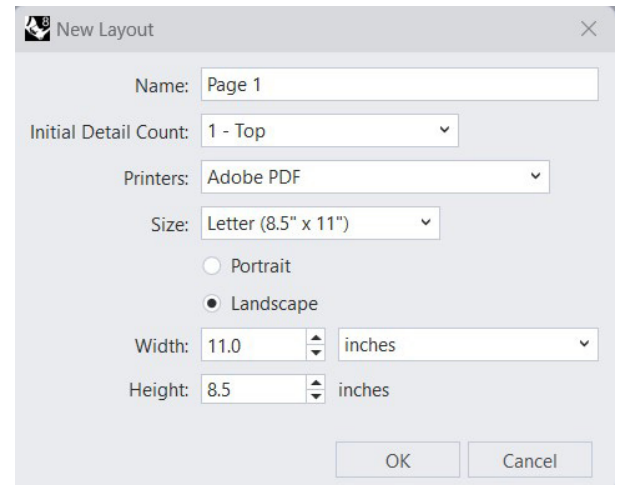 8 New Layout
Name: Page 1
Initial Detail Count: 1 - Top
Printers: Adobe PDF
Size: Letter (8.5" x 11")
Portrait
Landscape
Width: 11.0 inches
Height: 8.5 inches
OK Cancel